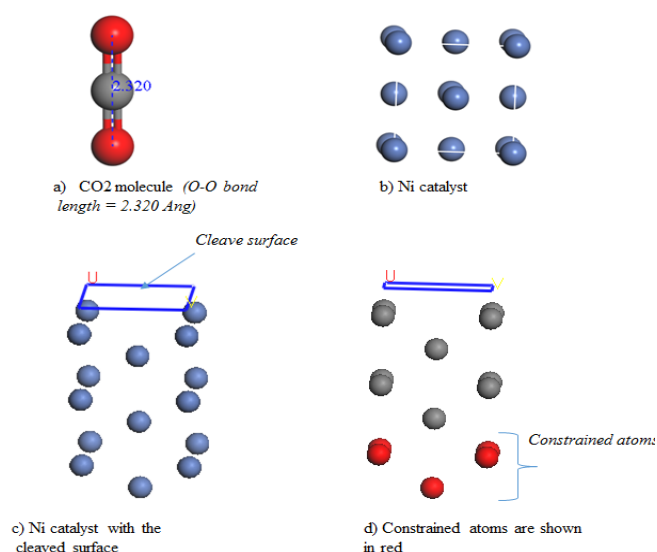 2.320
a) CO2 molecule (O-O bond
length = 2.320 Ang)
b) Ni catalyst
Cleave surface
U
V
U
V
Constrained atoms
c) Ni catalyst with the
cleaved surface
d) Constrained atoms are shown
in red